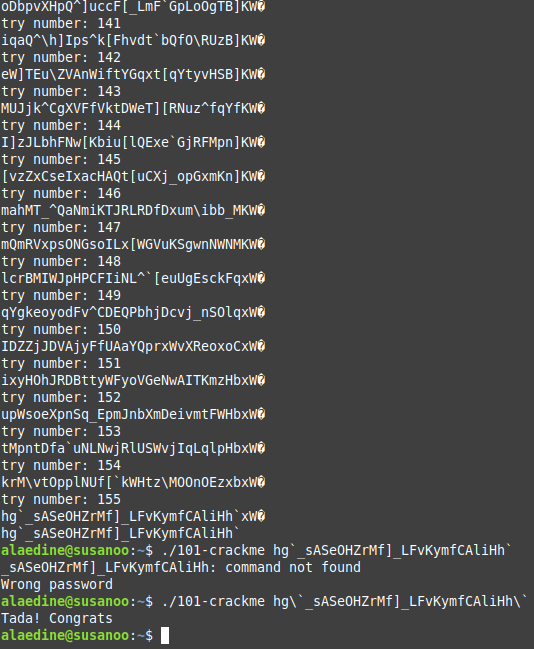 oDbpvXHpQ^]uccF[_LmF`GpLoOgTB]KW�
try number: 141
iqaQ^\h]Ips^k[Fhvdt`bQfO\RUzB]KW�
try number: 142
eW]TEu\ZVAnWiftYGqxt[qYtyvHSB]KW�
try number: 143
MUJjk^CgXVFfVktDWeT][RNuz^fqYfKW�
try number: 144
I]zJLbhFNw[Kbiu[lQExe`GjRFMpn]KW�
try number: 145
[vzZxCseIxacHAQt[uCXj_opGxmKn]KW�
try number: 146
mahMT_^QaNmiKTJRLRDfDxum\ibb_MKW�
try number: 147
mQmRVxpsONGsoILx[WGVuKSgwnNWNMKW�
try number: 148
lcrBMIWJpHPCFIiNL^`[euUgEsckFqxW�
try number: 149
qYgkeoyodFv^CDEQPbhjDcvj_nSOlqxW�
try number: 150
IDZZjJDVAjyFfUAaYQprxWvXReoxoCxW�
try number: 151
ixyHOhJRDBttyWFyoVGeNwAITKmzHbxW�
try number: 152
upWsoeXpnSq_EpmJnbXmDeivmtFWHbxW�
try number: 153
tMpntDfa`uNLNwjRlUSWvjIqLqlpHbxW�
try number: 154
krM\vtOpplNUf[`kWHtz\MOOnOEzxbxW�
try number: 155
hg`_sASeOHZrMf]_LFvKymfCAliHh`xW�
hg`_sASeOHZrMf]_LFvKymfCAliHh`
alaedine@susanoo:~$ ./101-crackme hg`_sASeOHZrMf]_LFvKymfCAliHh`
_sASeOHZrMf]_LFvKymfCAliHh: command not found
Wrong password
alaedine@susanoo:~$ ./101-crackme hg\`_sASeOHZrMf]_LFvKymfCAliHh\`
Tada! Congrats
alaedine@susanoo:~$